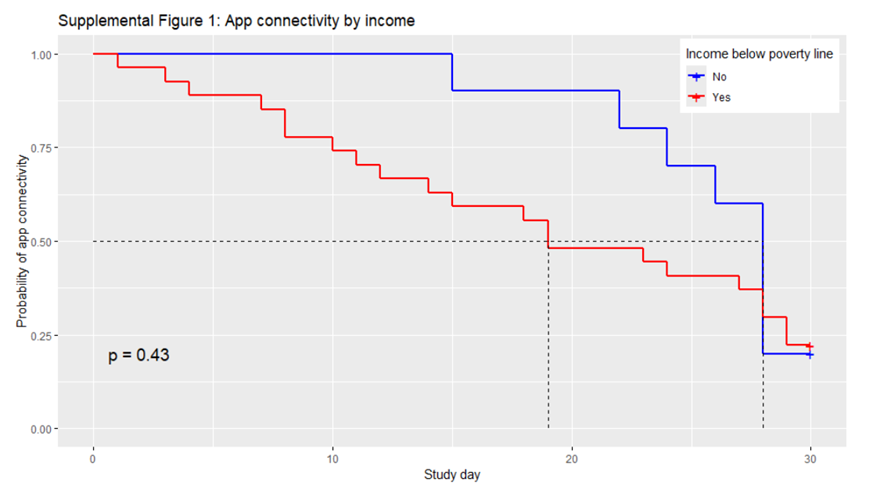 Supplemental Figure 1: App connectivity by income
Income below poverty line
No
Yes
Probability of app connectivity
1.00
0.75
0.50
0.25
0.00
p = 0.43
0 10 20 30
Study day